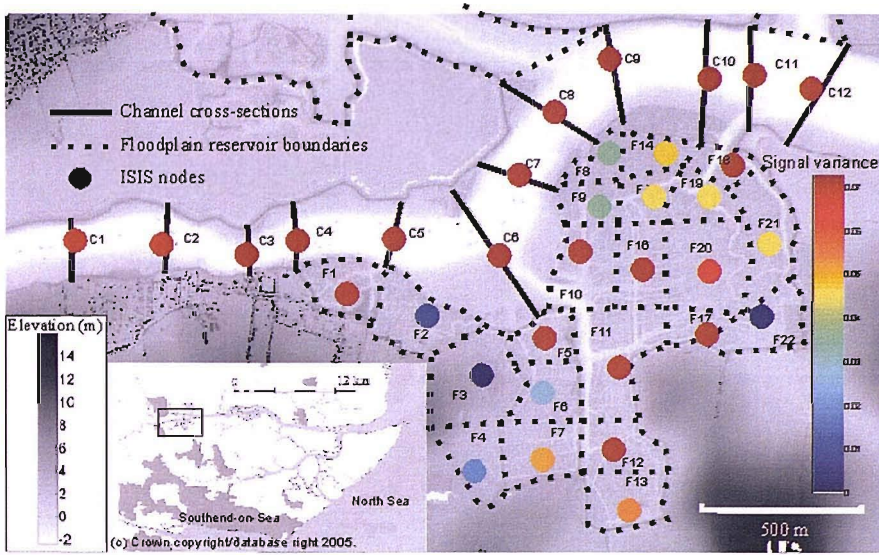 C9
C10
C11
C12
C8
Channel cross-sections
Floodplain reservoir boundaries
ISIS nodes
F14
F8
F18
Signal variance
C7
F19
F9
C1
C2
C3
C4
C5
C6
F21
F16
F20
F1
F10
Elevation (m)
F2
F11
F17
F22
14
12
10
8
6
4
2
0
-2
F5
F3
F6
F4
F7
F12
F13
North Sea
Southend-on-Sea
(c) Crown copyright/database right 2005.
500 m